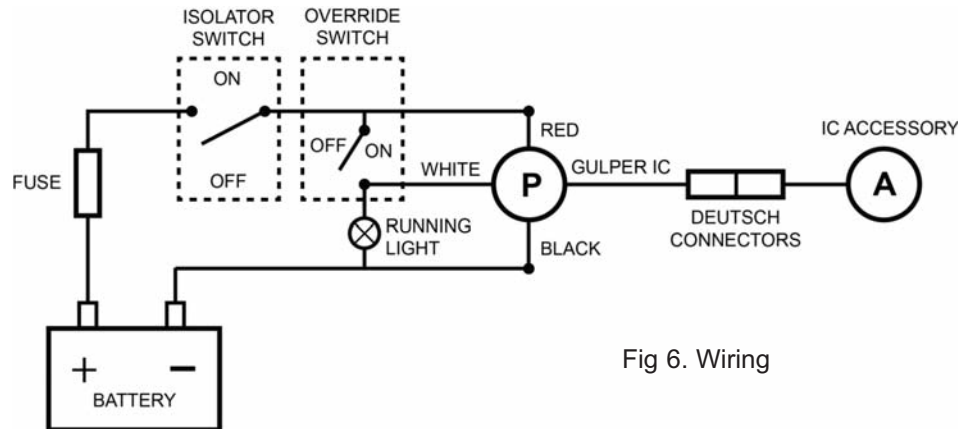 ISOLATOR
SWITCH
OVERRIDE
SWITCH
ON
OFF
OFF
ON
FUSE
WHITE
RED
P
GULPER IC
BLACK
RUNNING
LIGHT
DEUTSCH
CONNECTORS
IC ACCESSORY
A
+
−
BATTERY
Fig 6. Wiring